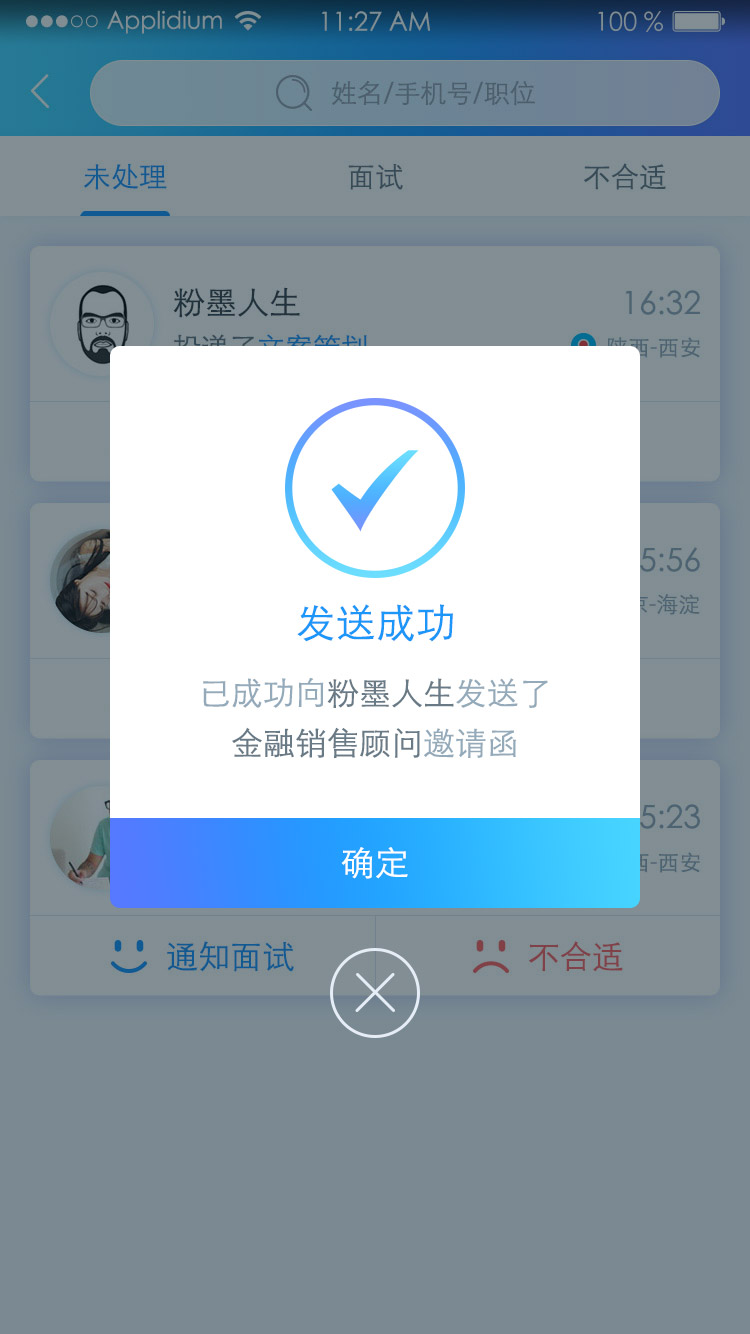 Applidium 11:27 AM 100 %
姓名/手机号/职位
未处理 面试 不合适
粉墨人生 16:32
投递了文案策划 陕西-西安
5:56
-海淀
发送成功
已成功向粉墨人生发送了
金融销售顾问邀请函
5:23
西-西安
确定
通知面试 不合适